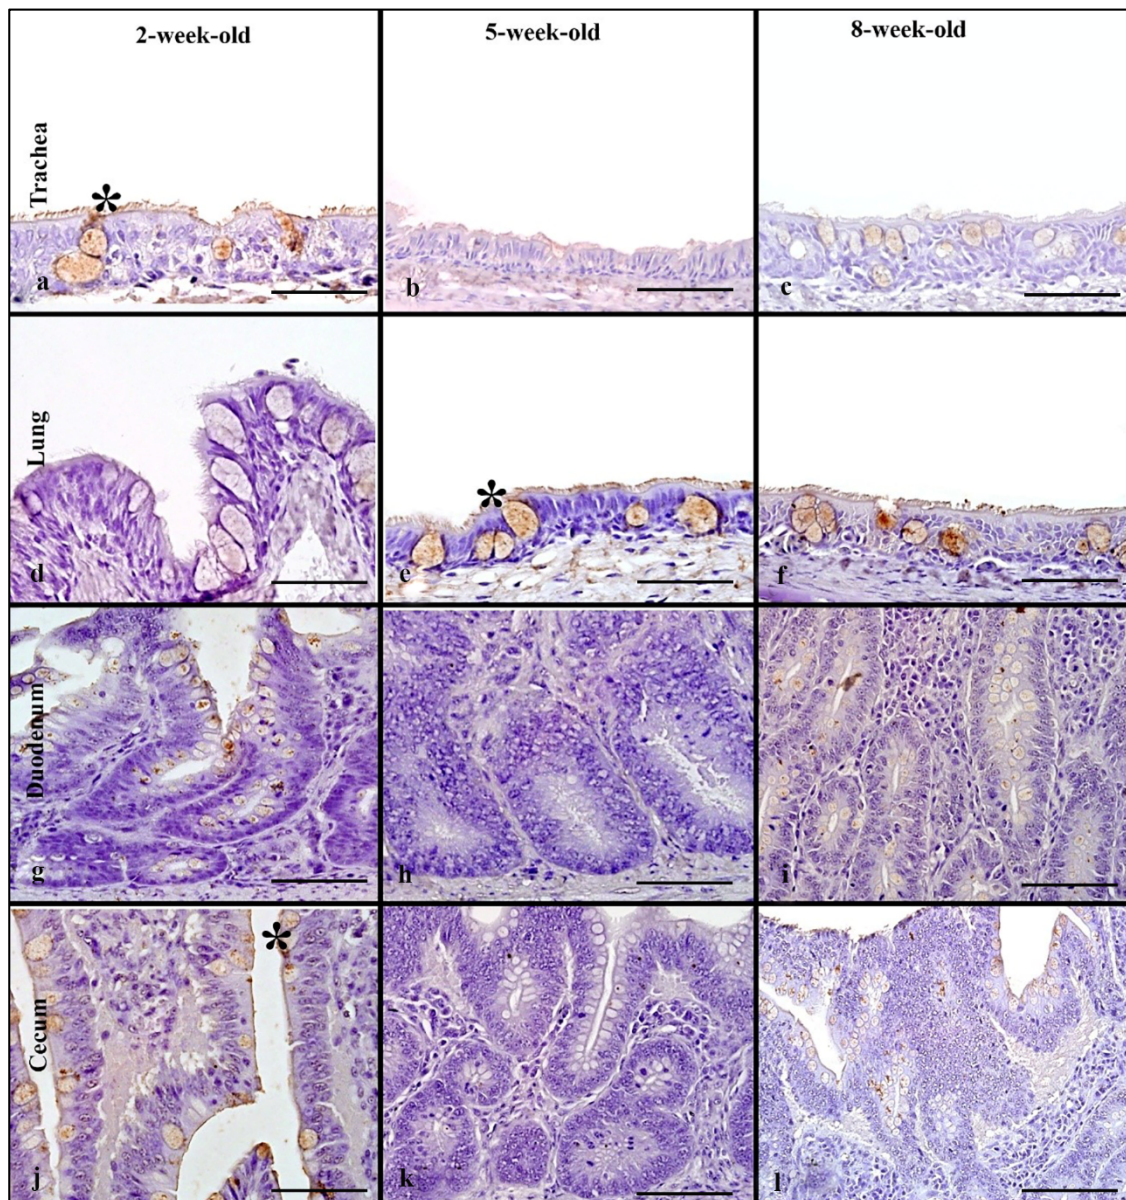 2-week-old
5-week-old
8-week-old
Trachea
*
a
b
c
Lung
d
*
e
f
Duodenum
g
h
i
Cecum
*
j
k
l